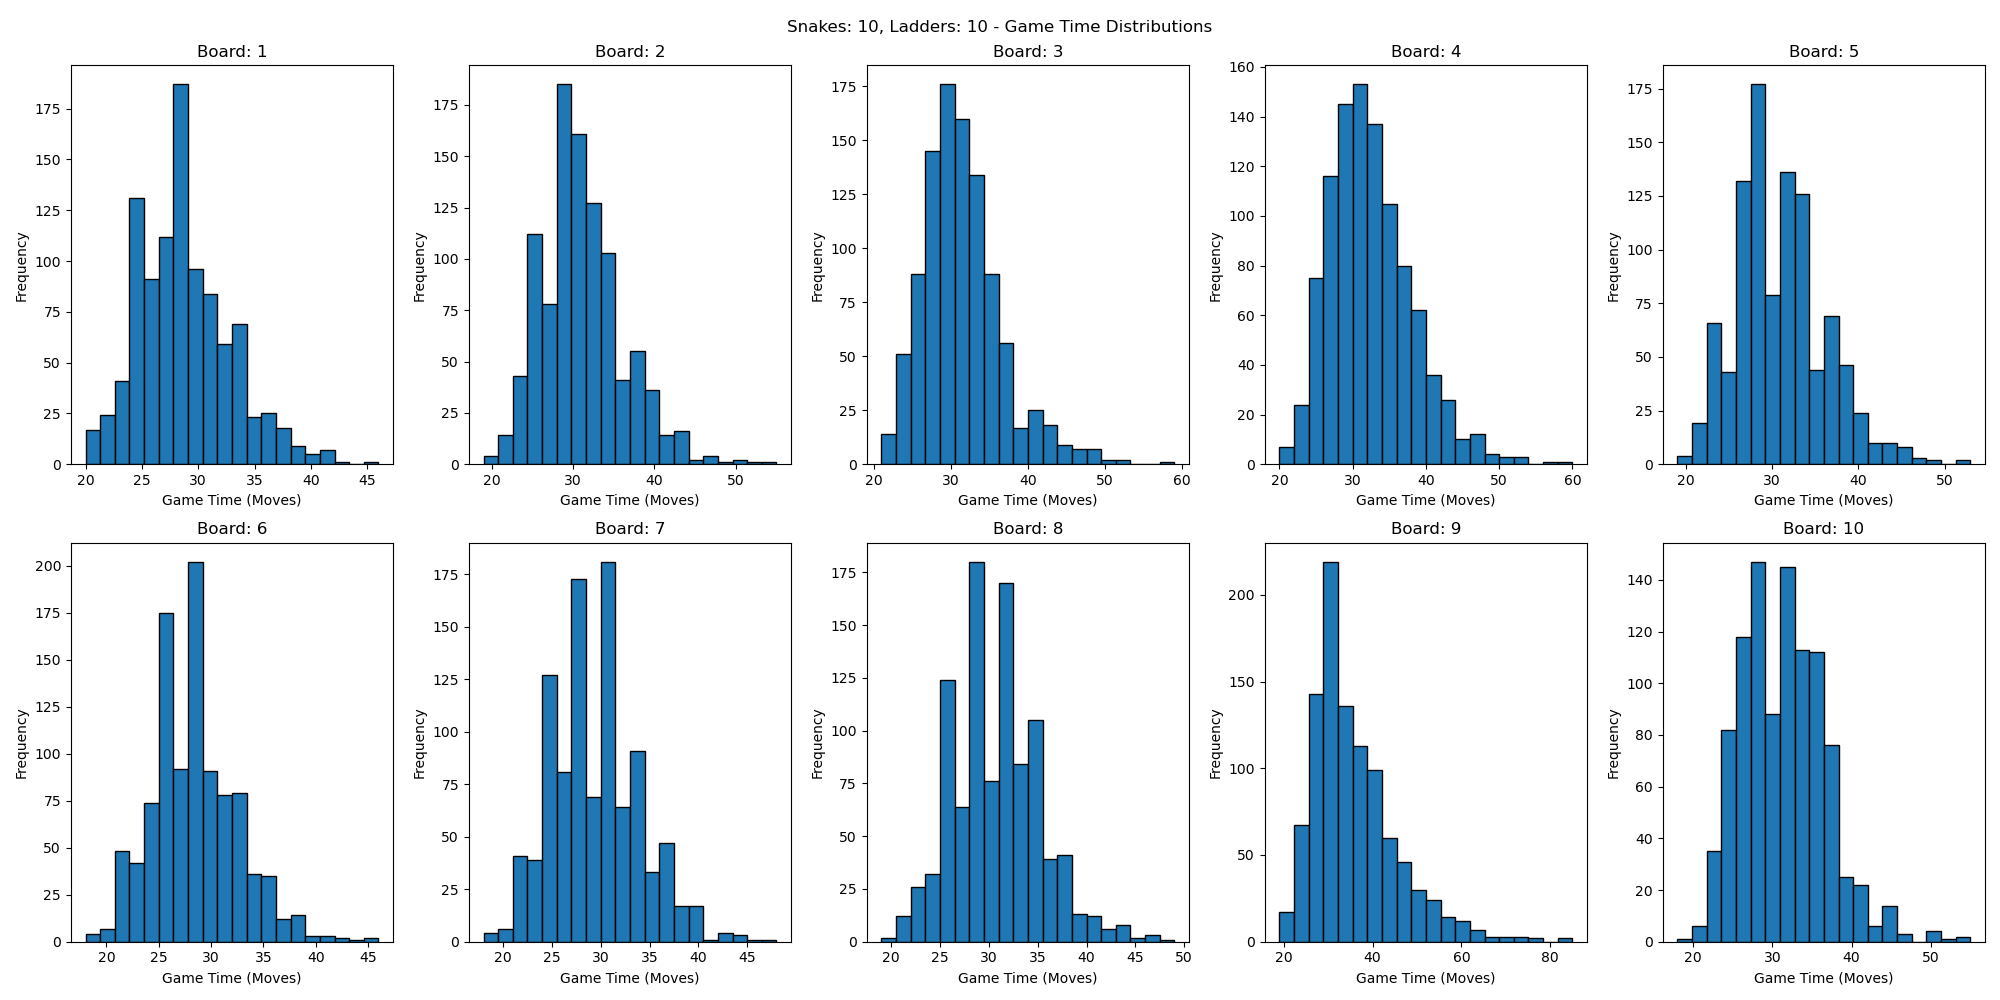 Snakes: 10, Ladders: 10 - Game Time Distributions
Board: 1
Frequency
175
150
125
100
75
50
25
0
20 25 30 35 40 45
Game Time (Moves)
Board: 2
Frequency
175
150
125
100
75
50
25
0
20 30 40 50
Game Time (Moves)
Board: 3
Frequency
175
150
125
100
75
50
25
0
20 30 40 50 60
Game Time (Moves)
Board: 4
Frequency
160
140
120
100
80
60
40
20
0
20 30 40 50 60
Game Time (Moves)
Board: 5
Frequency
175
150
125
100
75
50
25
0
20 30 40 50
Game Time (Moves)
Board: 6
Frequency
200
175
150
125
100
75
50
25
0
20 25 30 35 40 45
Game Time (Moves)
Board: 7
Frequency
175
150
125
100
75
50
25
0
20 25 30 35 40 45
Game Time (Moves)
Board: 8
Frequency
175
150
125
100
75
50
25
0
20 25 30 35 40 45 50
Game Time (Moves)
Board: 9
Frequency
200
150
100
50
0
20 40 60 80
Game Time (Moves)
Board: 10
Frequency
140
120
100
80
60
40
20
0
20 30 40 50
Game Time (Moves)